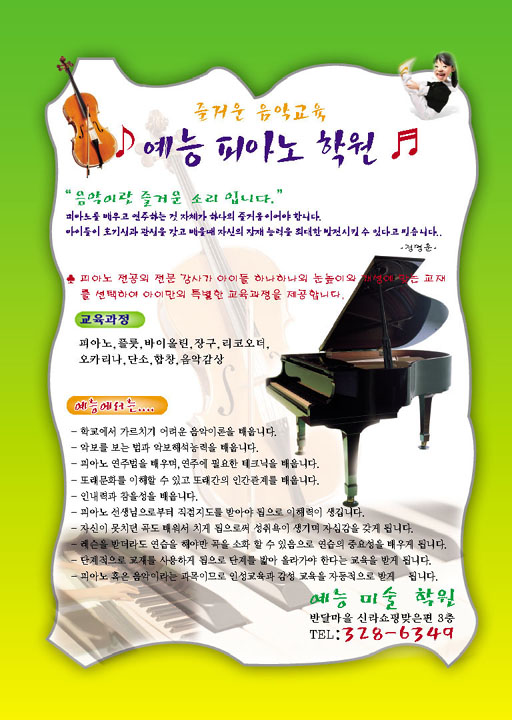 즐거운 음악교육
예능 피아노 학원
“음악이란 즐거운 소리 입니다.”
피아노를 배우고 연주하는 것 자체가 하나의 즐거움이어야 합니다.
아이들이 호기심과 관심을 갖고 배울때 자신의 잠재 능력을 최대한 발전시킬 수 있다고 믿습니다..
♣ 피아노 전공의 전문 강사가 아이들 하나하나의 눈높이와 맞는 교재
를 선택하여 아이만의 특별한 교육과정을 제공합니다.
교육과정
피아노,플룻,바이올린,장구,리코오더,
오카리나,단소,합창,음악감상
예능에서는....
- 학교에서 가르치기 어려운 음악이론을 배웁니다.
- 악보를 보는 법과 악보해석능력을 배웁니다.
- 피아노 연주법을 배우며,연주에 필요한 테크닉을 배웁니다.
- 또래문화를 이해할 수 있고 또래간의 인간관계를 배웁니다.
- 인내력과 창율성을 배웁니다.
- 피아노 선생님으로부터 직접지도를 받아야 됨으로 이해력이 생깁니다.
- 자신이 못치던 곡도 배워서 치게 됨으로써 성취욕이 생기며 자십감을 갖게 됩니다.
- 레슨을 받더라도 연습을 해야만 곡을 소화 할 수 있음으로 연습의 중요성을 배우게 됩니다.
- 단계적으로 교재를 사용하게 됨으로 단계를 밟아 올라가야 한다는 교육을 받게 됩니다.
- 피아노 혹은 음악이라는 과목이므로 인성교육과 감성 교육을 자동적으로 받게 됩니다.
예능 미술 학원
반달마을 신라쇼핑맞은편 3층
TEL:328-6349